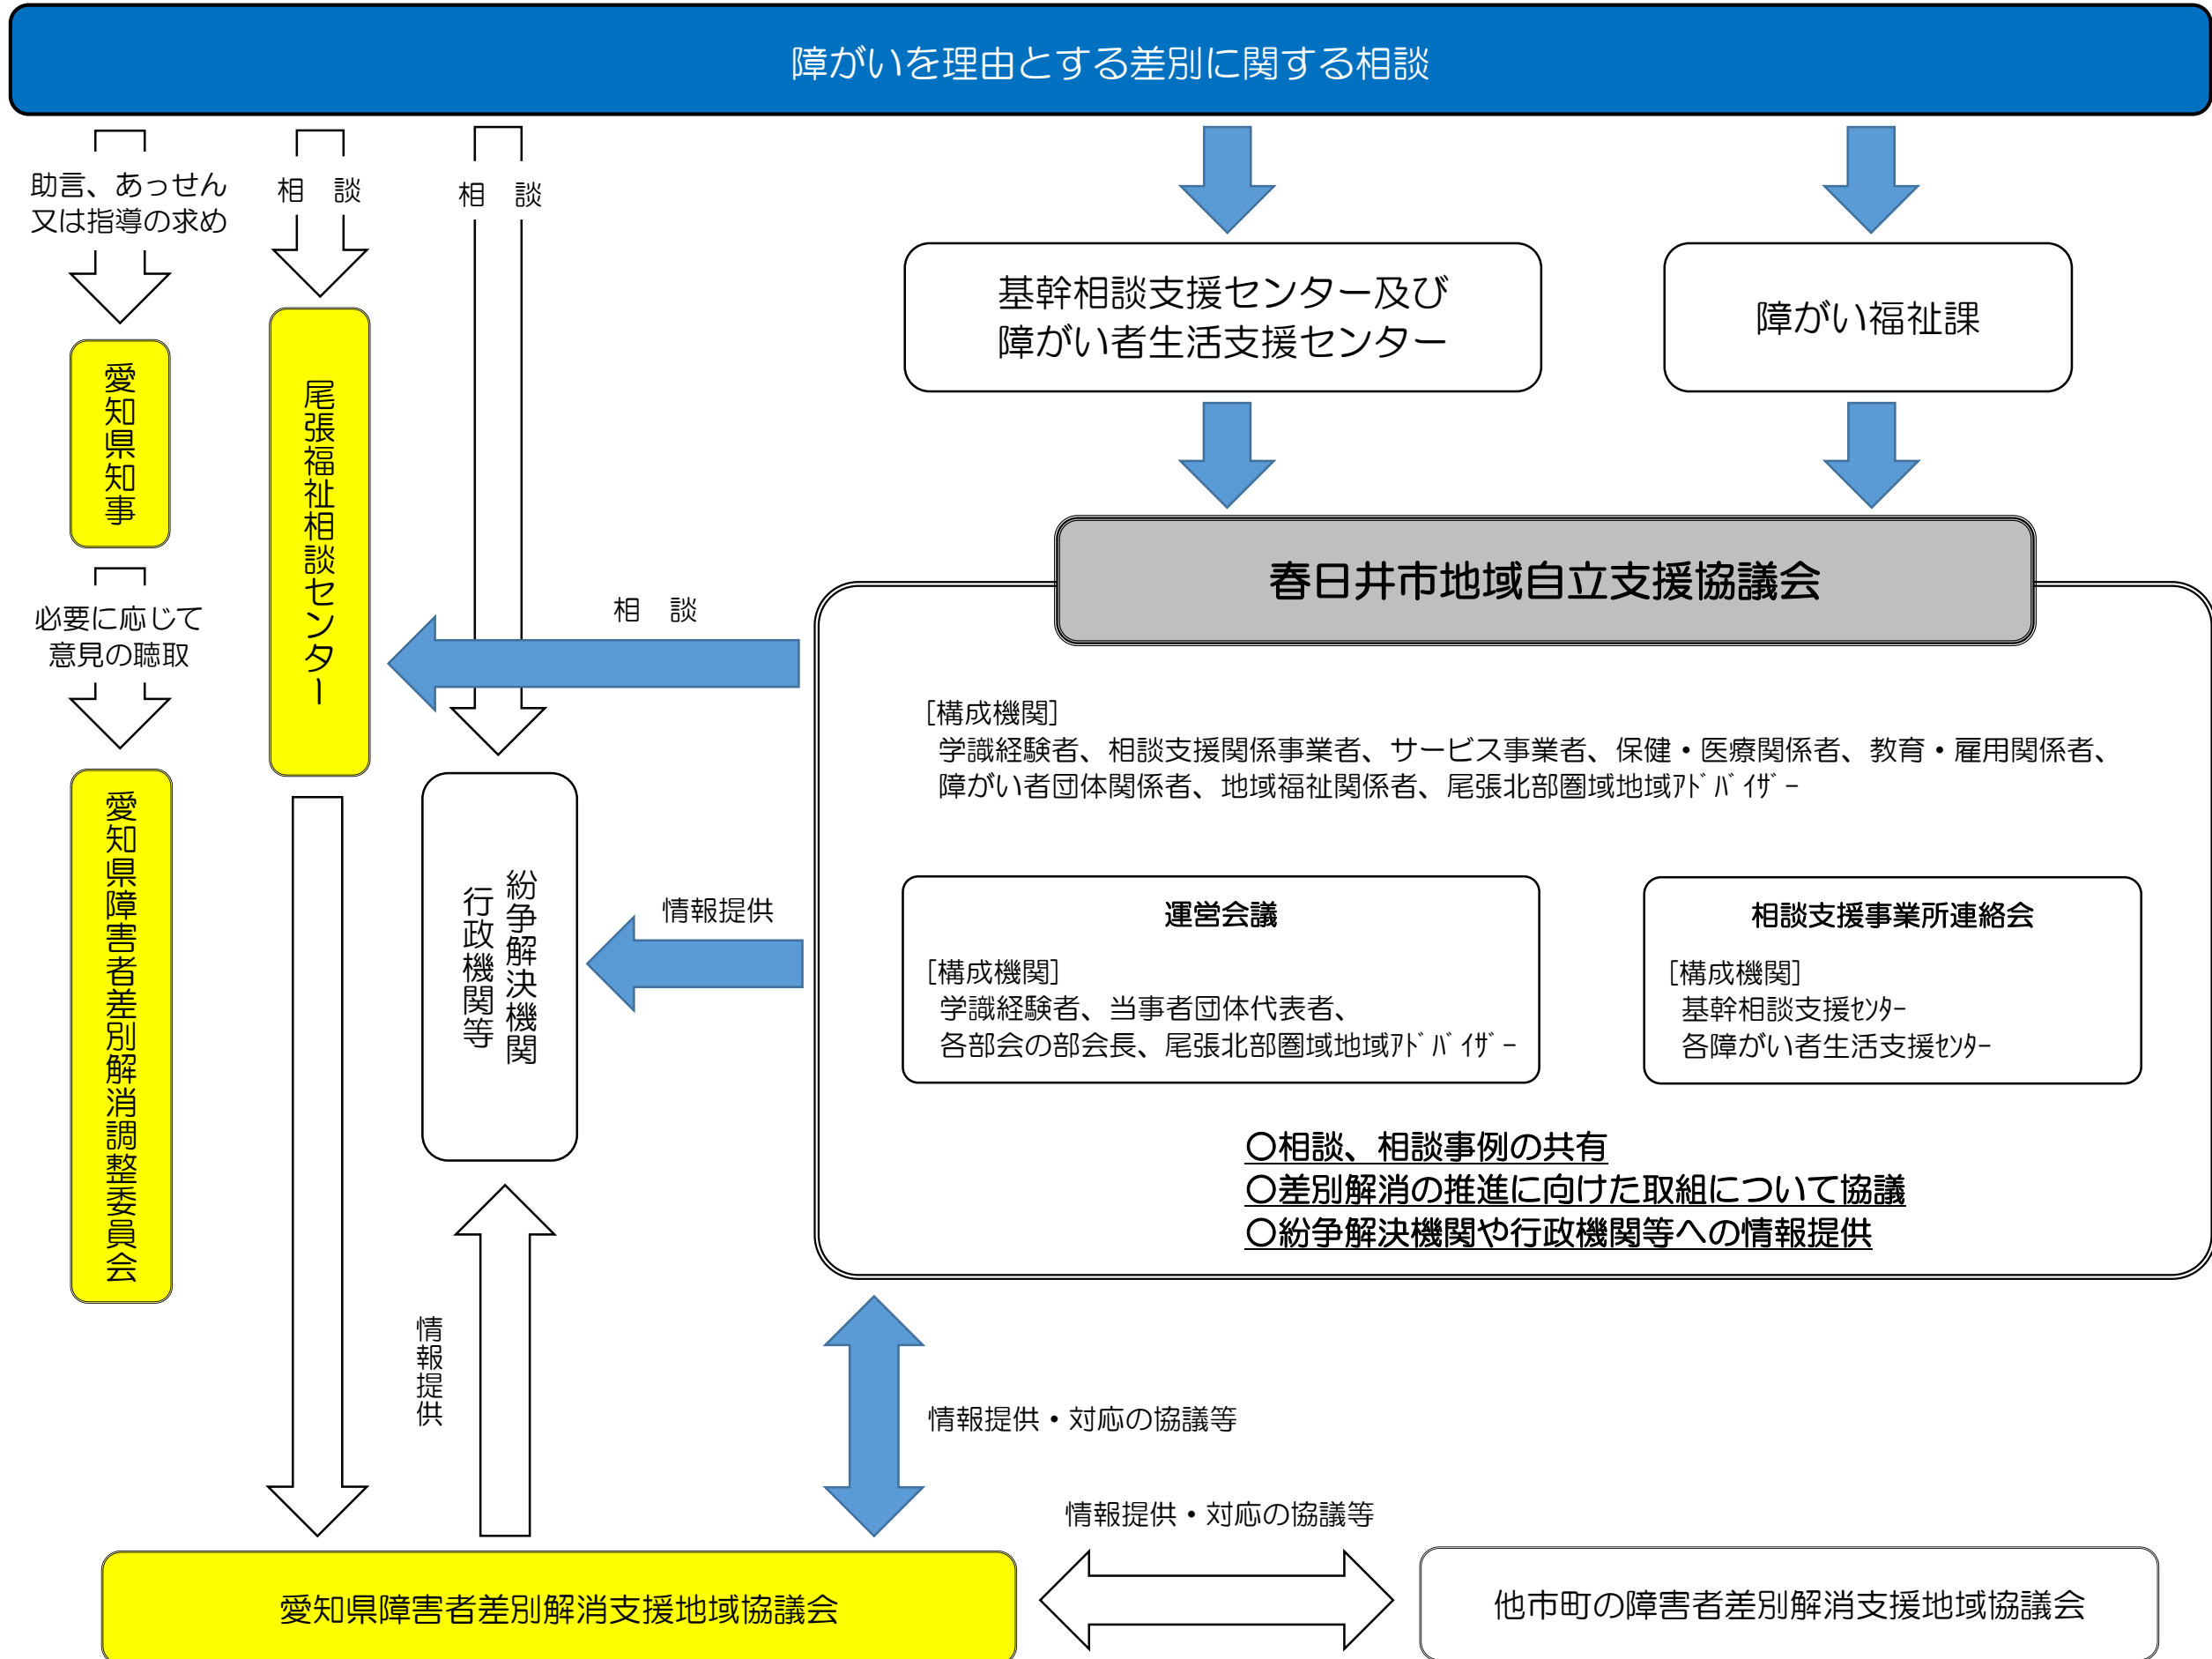 障がいを理由とする差別に関する相談
助言、あっせん
又は指導の求め
相　談
相　談
基幹相談支援センター及び
障がい者生活支援センター
障がい福祉課
愛知県知事
尾張福祉相談センター
春日井市地域自立支援協議会
必要に応じて
意見の聴取
相　談
[構成機関]
学識経験者、相談支援関係事業者、サービス事業者、保健・医療関係者、教育・雇用関係者、
障がい者団体関係者、地域福祉関係者、尾張北部圏域地域ｱﾄﾞﾊﾞｲｻﾞｰ
愛知県障害者差別解消調整委員会
紛争解決機関
行政機関等
情報提供
運営会議
[構成機関]
学識経験者、当事者団体代表者、
各部会の部会長、尾張北部圏域地域ｱﾄﾞﾊﾞｲｻﾞｰ
相談支援事業所連絡会
[構成機関]
基幹相談支援ｾﾝﾀｰ
各障がい者生活支援ｾﾝﾀｰ
○相談、相談事例の共有
○差別解消の推進に向けた取組について協議
○紛争解決機関や行政機関等への情報提供
情報提供
情報提供・対応の協議等
情報提供・対応の協議等
愛知県障害者差別解消支援地域協議会
他市町の障害者差別解消支援地域協議会